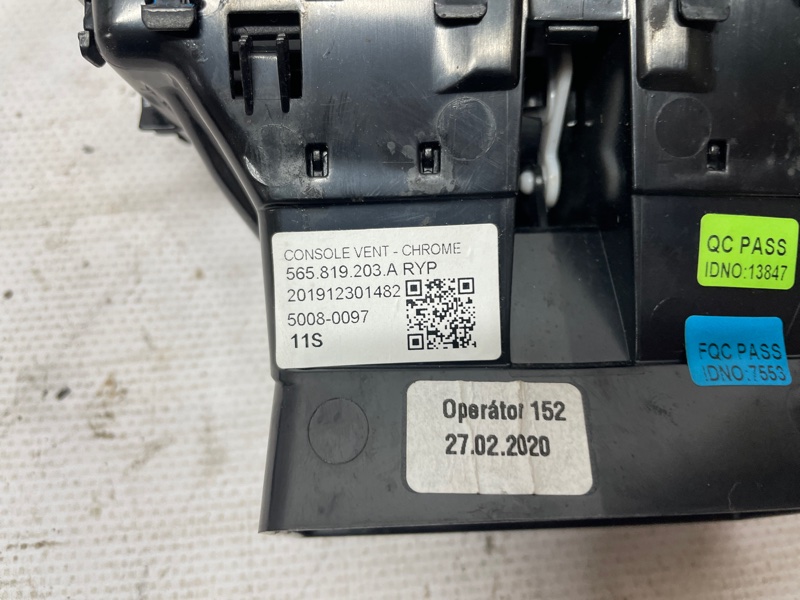 CONSOLE VENT - CHROME
565.819.203.A RYP
201912301482
5008-0097
11S
QC PASS
IDNO:13847
FQC PASS
IDNO:7553
Operátor 152
27.02.2020